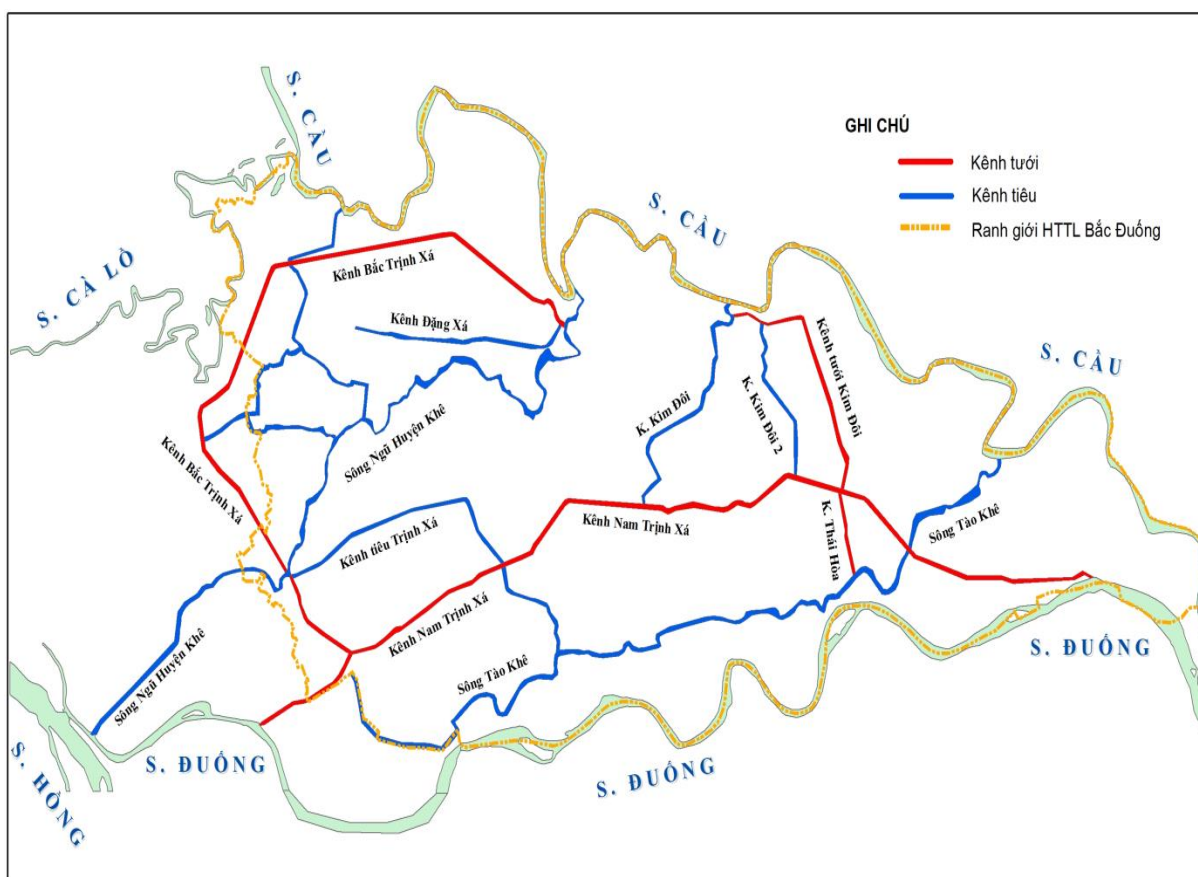 S. CẦU
GHI CHÚ
Kênh tưới
Kênh tiêu
Ranh giới HTTL Bắc Đuống
S. CẦU
S. CÀ LỒ
Kênh Bắc Trịnh Xá
Kênh Đặng Xá
Kênh tưới Kim Đôi
S. CẦU
K. Kim Đôi
K. Kim Đôi 2
Sông Ngũ Huyện Khê
Kênh Bắc Trịnh Xá
Kênh tiêu Trịnh Xá
Kênh Nam Trịnh Xá
K. Thái Hòa
Sông Tào Khê
Kênh Nam Trịnh Xá
Sông Ngũ Huyện Khê
Sông Tào Khê
S. ĐUỐNG
S. HỒNG
S. ĐUỐNG
S. ĐUỐNG